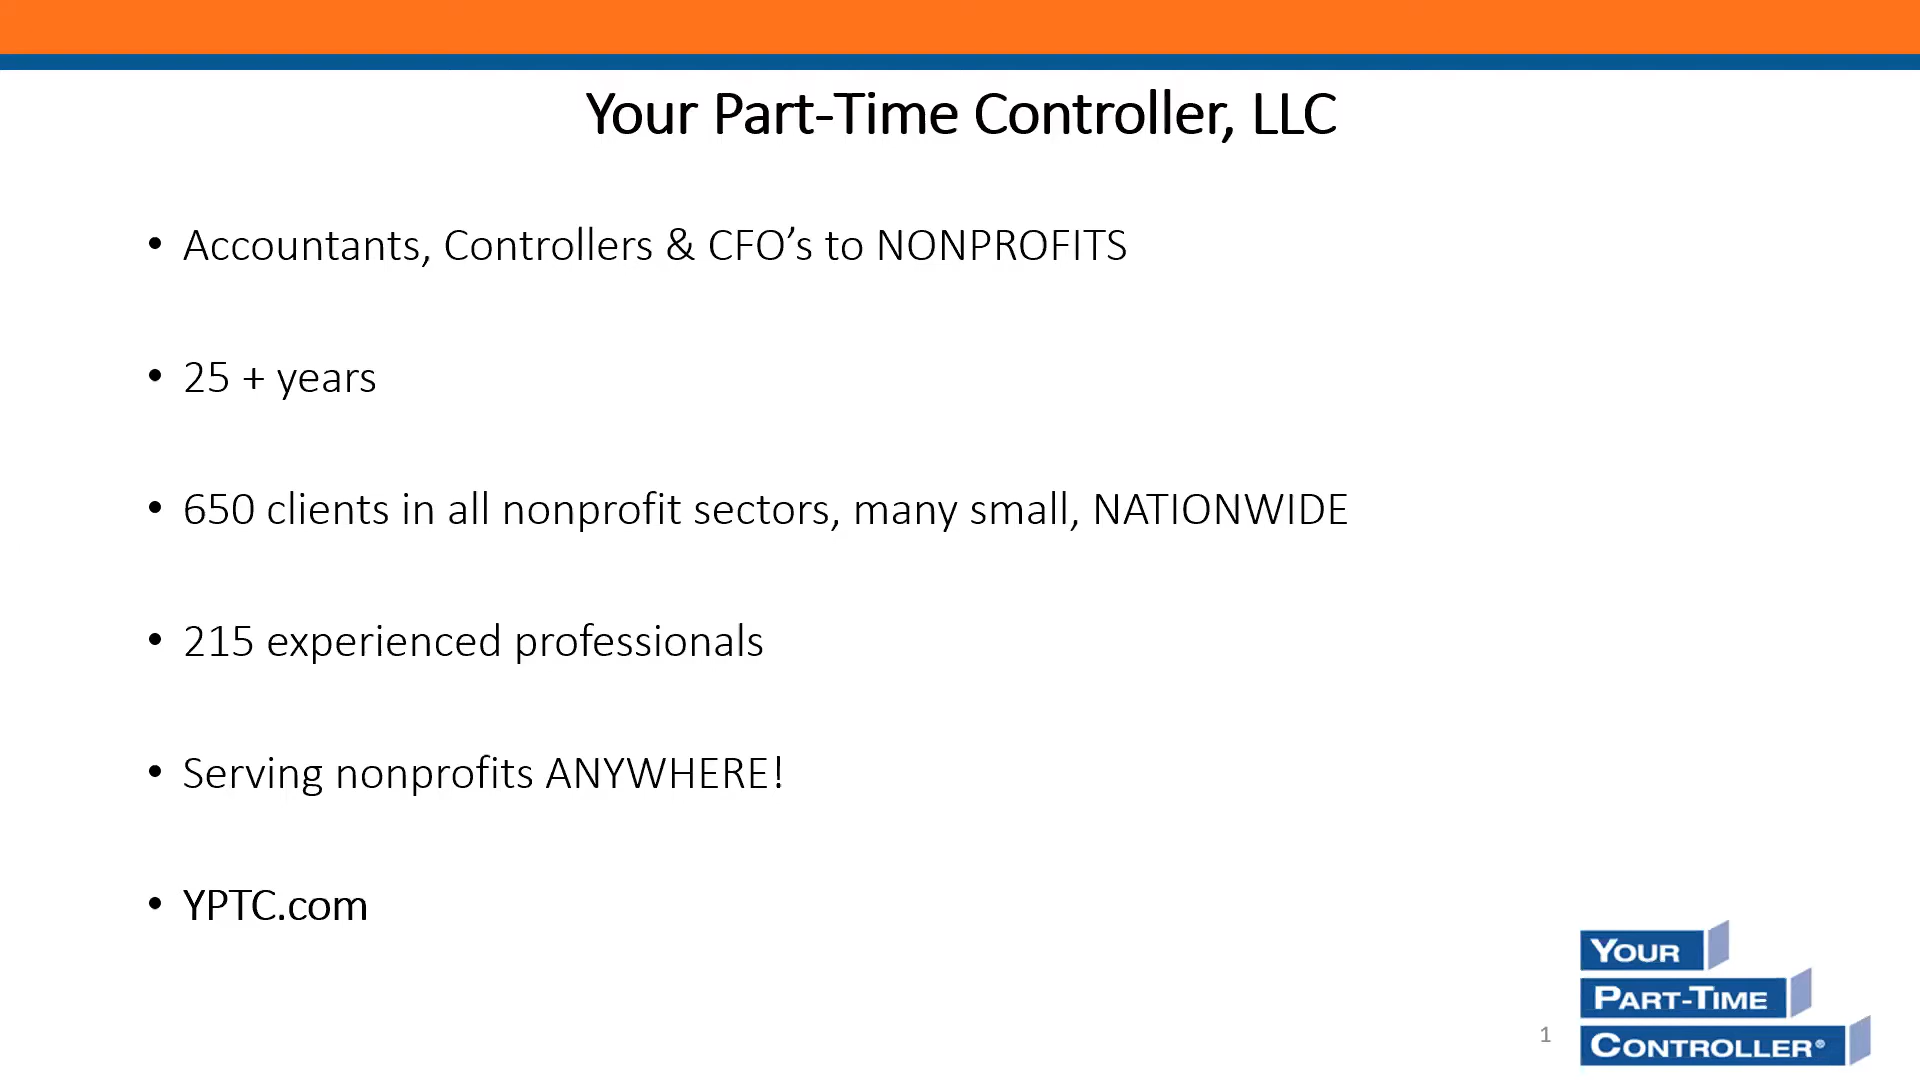 Your Part-Time Controller, LLC
• Accountants, Controllers & CFO’s to NONPROFITS
• 25 + years
• 650 clients in all nonprofit sectors, many small, NATIONWIDE
• 215 experienced professionals
• Serving nonprofits ANYWHERE!
• YPTC.com
YOUR
PART-TIME
CONTROLLER®
1